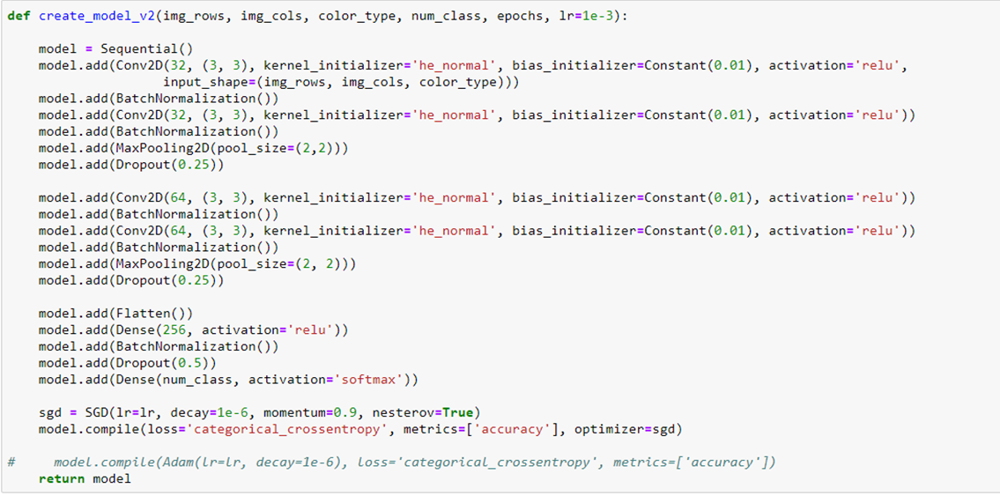 def create_model_v2(img_rows, img_cols, color_type, num_class, epochs, lr=1e-3):

    model = Sequential()
    model.add(Conv2D(32, (3, 3), kernel_initializer='he_normal', bias_initializer=Constant(0.01), activation='relu',
                    input_shape=(img_rows, img_cols, color_type)))
    model.add(BatchNormalization())
    model.add(Conv2D(32, (3, 3), kernel_initializer='he_normal', bias_initializer=Constant(0.01), activation='relu'))
    model.add(BatchNormalization())
    model.add(MaxPooling2D(pool_size=(2,2)))
    model.add(Dropout(0.25))

    model.add(Conv2D(64, (3, 3), kernel_initializer='he_normal', bias_initializer=Constant(0.01), activation='relu'))
    model.add(BatchNormalization())
    model.add(Conv2D(64, (3, 3), kernel_initializer='he_normal', bias_initializer=Constant(0.01), activation='relu'))
    model.add(BatchNormalization())
    model.add(MaxPooling2D(pool_size=(2, 2)))
    model.add(Dropout(0.25))

    model.add(Flatten())
    model.add(Dense(256, activation='relu'))
    model.add(BatchNormalization())
    model.add(Dropout(0.5))
    model.add(Dense(num_class, activation='softmax'))

    sgd = SGD(lr=lr, decay=1e-6, momentum=0.9, nesterov=True)
    model.compile(loss='categorical_crossentropy', metrics=['accuracy'], optimizer=sgd)

#     model.compile(Adam(lr=lr, decay=1e-6), loss='categorical_crossentropy', metrics=['accuracy'])
    return model